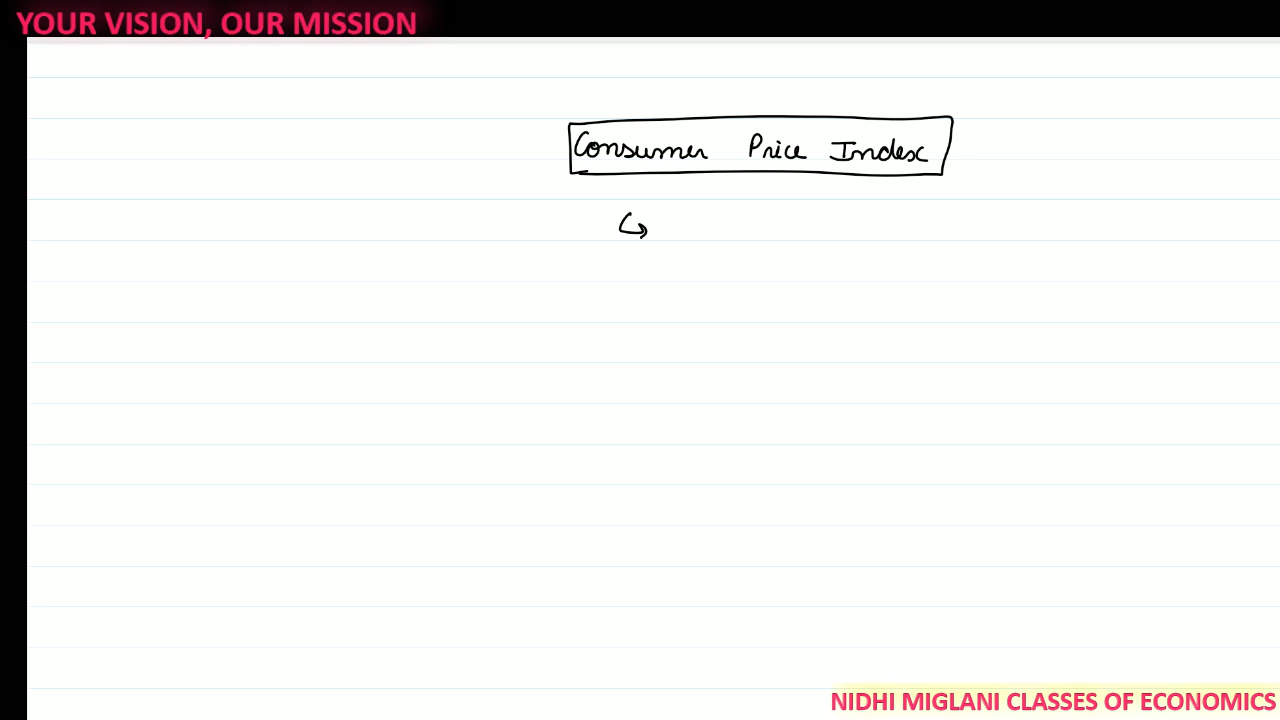 YOUR VISION, OUR MISSION
Consumer Price Index
NIDHI MIGLANI CLASSES OF ECONOMICS